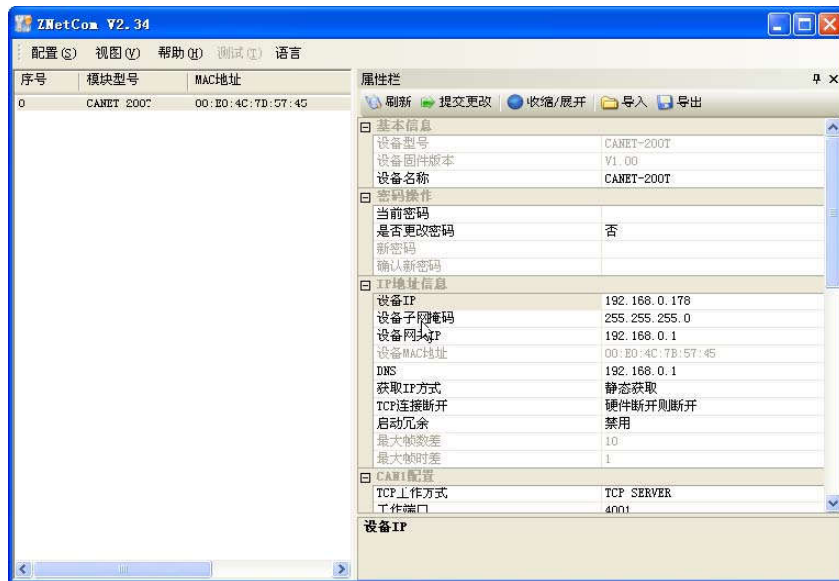 ZNetCom V2.34
配置(S) 视图(V) 帮助(H) 测试(T) 语言
序号 模块型号 MAC地址
0 CANET 200T 00:E0:4C:7D:57:45
属性栏
刷新 提交更改 收缩/展开 导入 导出
基本信息
设备型号 CANET-200T
设备固件版本 V1.00
设备名称 CANET-200T
密码操作
当前密码
是否更改密码 否
新密码
确认新密码
IP地址信息
设备IP 192.168.0.178
设备子网掩码 255.255.255.0
设备网关IP 192.168.0.1
设备MAC地址 00:E0:4C:7B:57:45
DNS 192.168.0.1
获取IP方式 静态获取
TCP连接断开 硬件断开则断开
启动冗余 禁用
最大帧数差 10
最大帧时差 1
CAN1配置
TCP工作方式 TCP SERVER
工作端口 4001
设备IP